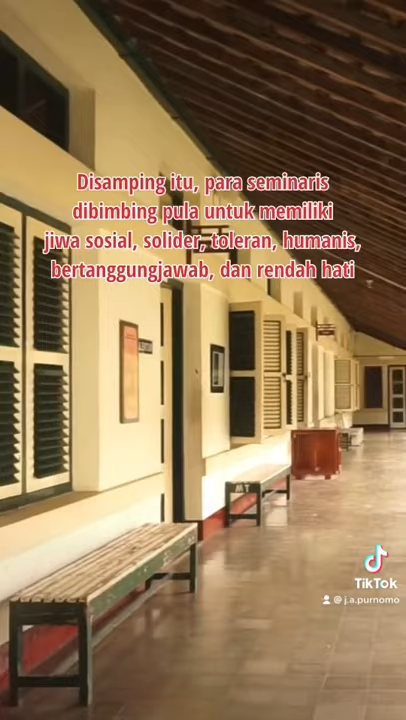 Disamping itu, para seminaris
dibimbing pula untuk memiliki
jiwa sosial, solider, toleran, humanis,
bertanggungjawab, dan rendah hati
MT
TikTok
@ j.a.purnomo